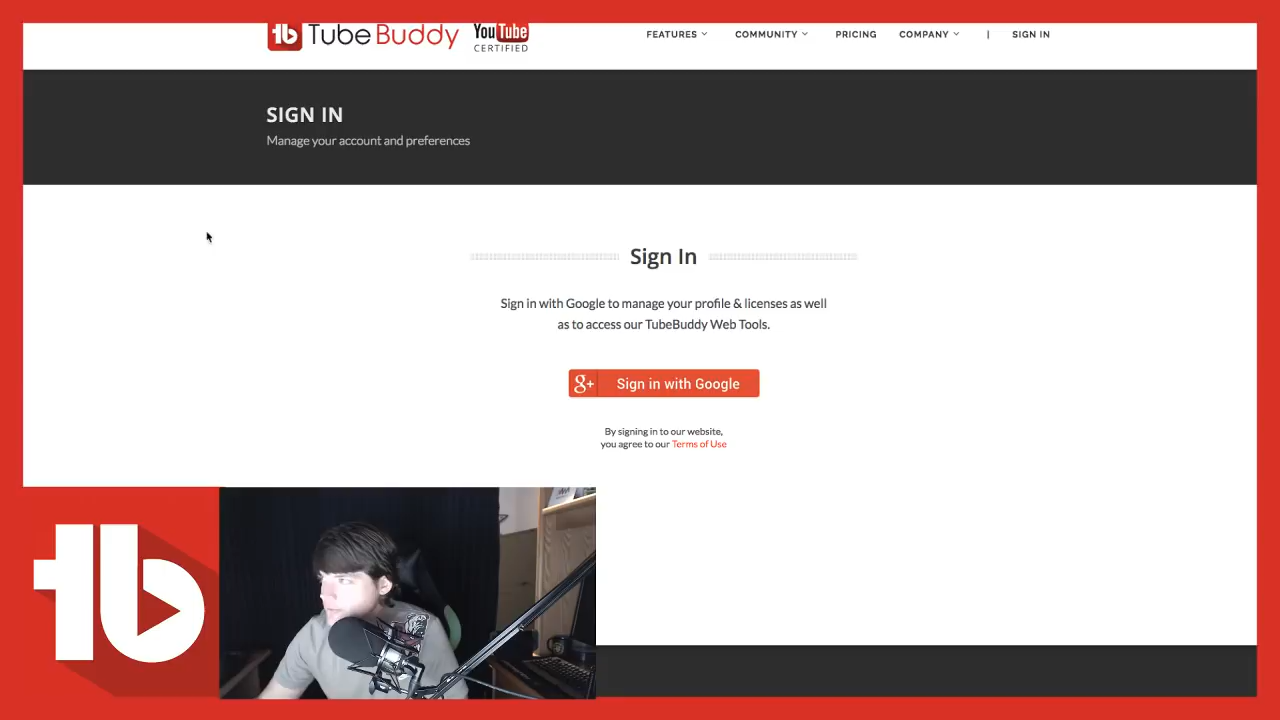 TubeBuddy YouTube
CERTIFIED
FEATURES COMMUNITY PRICING COMPANY | SIGN IN
SIGN IN
Manage your account and preferences
Sign In
Sign in with Google to manage your profile & licenses as well
as to access our TubeBuddy Web Tools.
g+ Sign in with Google
By signing in to our website,
you agree to our Terms of Use